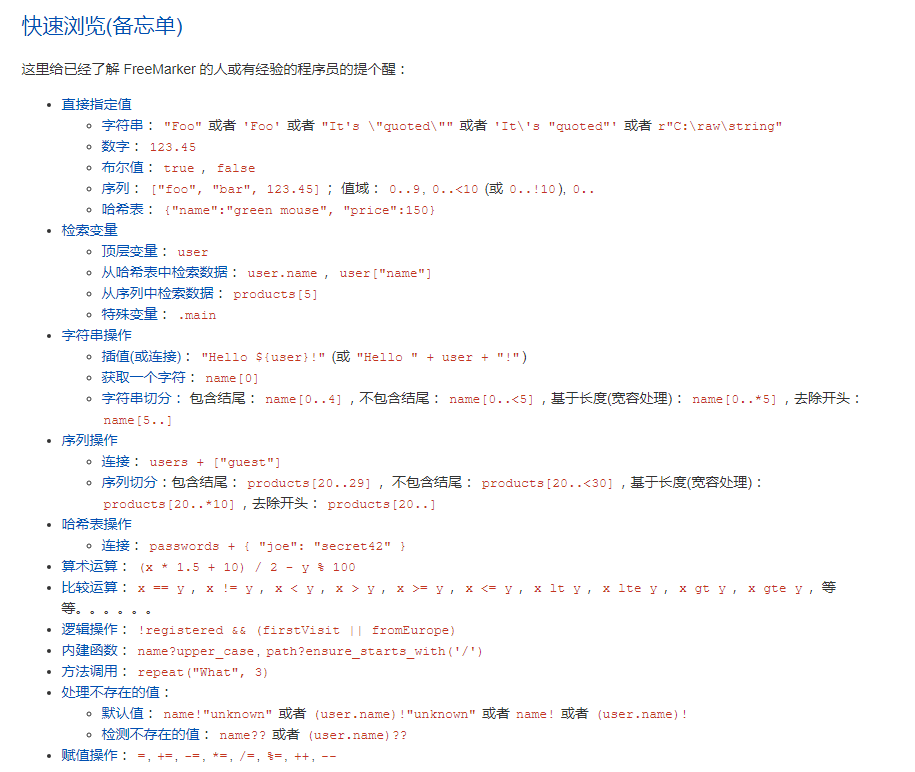 快速浏览(备忘单)
这里给已经了解 FreeMarker 的人或有经验的程序员的提个醒：
直接指定值
字符串： "Foo" 或者 'Foo' 或者 "It's \"quoted\"" 或者 'It\'s "quoted"' 或者 r"C:\raw\string"
数字： 123.45
布尔值： true， false
序列： ["foo", "bar", 123.45]； 值域： 0..9, 0..<10 (或 0..!10), 0..
哈希表： {"name":"green mouse", "price":150}
检索变量
顶层变量： user
从哈希表中检索数据： user.name， user["name"]
从序列中检索数据： products[5]
特殊变量： .main
字符串操作
插值(或连接)： "Hello ${user}!" (或 "Hello " + user + "!")
获取一个字符： name[0]
字符串切分： 包含结尾： name[0..4]，不包含结尾： name[0..<5]，基于长度(宽容处理)： name[0..*5]，去除开头：
name[5..]
序列操作
连接： users + ["guest"]
序列切分：包含结尾： products[20..29]， 不包含结尾： products[20..<30]，基于长度(宽容处理)：
products[20..*10]，去除开头： products[20..]
哈希表操作
连接： passwords + { "joe": "secret42" }
算术运算： (x * 1.5 + 10) / 2 - y % 100
比较运算： x == y， x != y， x < y， x > y， x >= y， x <= y， x lt y， x lte y， x gt y， x gte y， 等
等。。。。。。
逻辑操作： !registered && (firstVisit || fromEurope)
内建函数： name?upper_case, path?ensure_starts_with('/')
方法调用： repeat("What", 3)
处理不存在的值：
默认值： name!"unknown" 或者 (user.name)!"unknown" 或者 name! 或者 (user.name)!
检测不存在的值： name?? 或者 (user.name)??
赋值操作： =, +=, -=, *=, /=, %=, ++, --